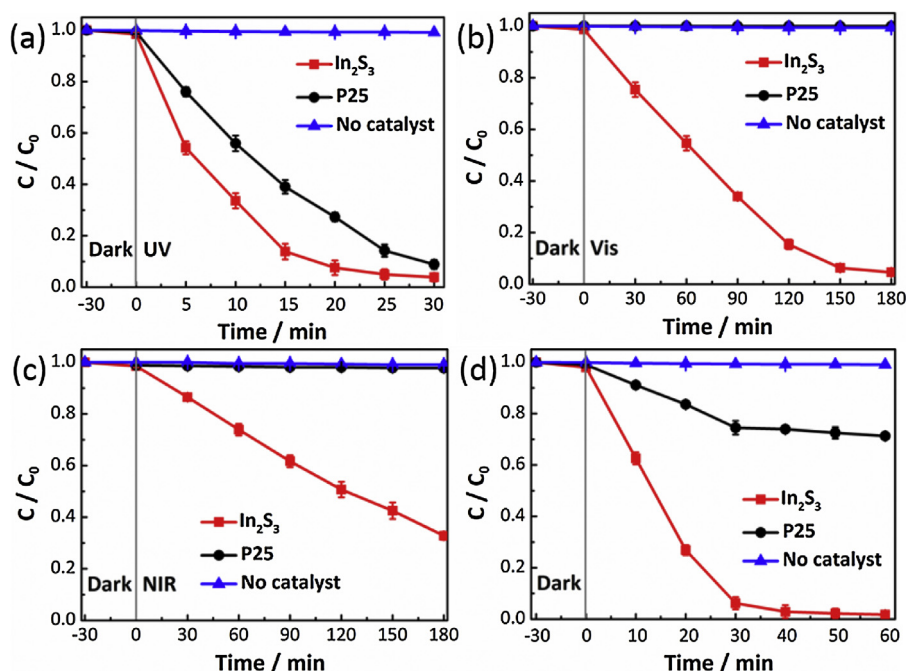 (a)
1.0
0.8
0.6
0.4
0.2
0.0
C / C0
In2S3
P25
No catalyst
Dark UV
-30 0 5 10 15 20 25 30
Time / min
(b)
1.0
0.8
0.6
0.4
0.2
0.0
C / C0
In2S3
P25
No catalyst
Dark Vis
-30 0 30 60 90 120 150 180
Time / min
(c)
1.0
0.8
0.6
0.4
0.2
0.0
C / C0
In2S3
P25
No catalyst
Dark NIR
-30 0 30 60 90 120 150 180
Time / min
(d)
1.0
0.8
0.6
0.4
0.2
0.0
C / C0
In2S3
P25
No catalyst
Dark
-30 0 10 20 30 40 50 60
Time / min